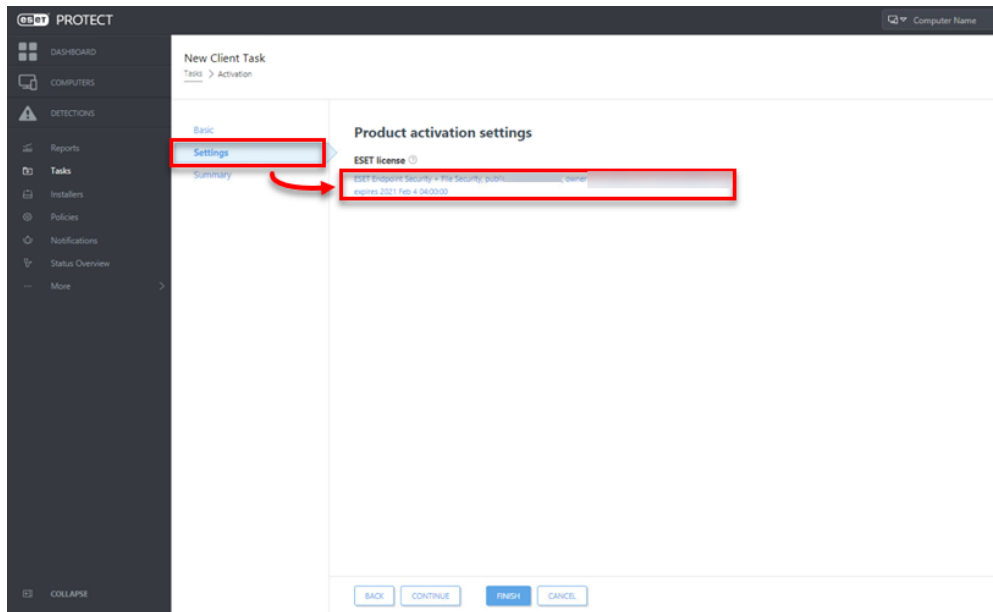 eset PROTECT
Computer Name
DASHBOARD
COMPUTERS
DETECTIONS
Reports
Tasks
Installers
Policies
Notifications
Status Overview
More
COLLAPSE
New Client Task
Tasks > Activation
Basic
Settings
Summary
Product activation settings
ESET license ?
ESET Endpoint Security + File Security, owner
expires 2021 Feb 4 04:00:00
BACK
CONTINUE
FINISH
CANCEL